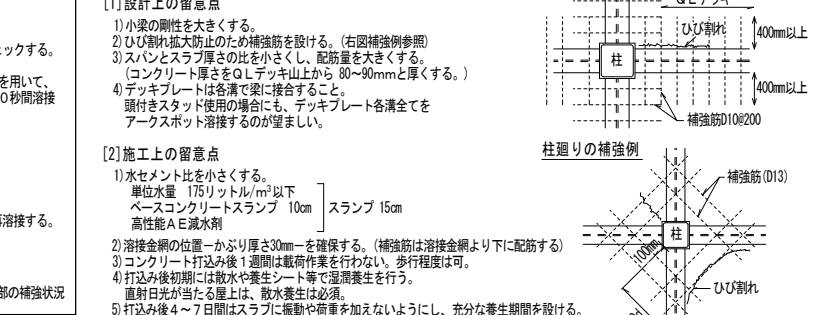 ェックする。
を用いて、
0秒間溶接
溶接する。
部の補強状況
[1]設計上の留意点
1)小梁の剛性を大きくする。
2)ひび割れ拡大防止のため補強筋を設ける。(右図補強例参照)
3)スパンとスラブ厚さの比を小さくし、配筋量を大きくする。
(コンクリート厚さをQLデッキ山上から 80~90mmと厚くする。)
4)デッキプレートは各溝で梁に接合すること。
頭付きスタッド使用の場合にも、デッキプレート各溝全てを
アークスポット溶接するのが望ましい。
[2]施工上の留意点
1)水セメント比を小さくする。
単位水量 175リットル/m³以下
ベースコンクリートスランプ 10cm
高性能AE減水剤
スランプ 15cm
2)溶接金網の位置-かぶり厚さ30mm-を確保する。(補強筋は溶接金網より下に配筋する)
3)コンクリート打込み後1週間は載荷作業を行わない。歩行程度は可。
4)打込み後初期には散水や養生シート等で湿潤養生を行う。
直射日光が当たる屋上は、散水養生は必須。
5)打込み後4~7日間はスラブに振動や荷重を加えないようにし、充分な養生期間を設ける。
QLデッキ
ひび割れ
400mm以上
柱
400mm以上
補強筋D10@200
柱廻りの補強例
補強筋(D13)
柱
100mm
ひび割れ